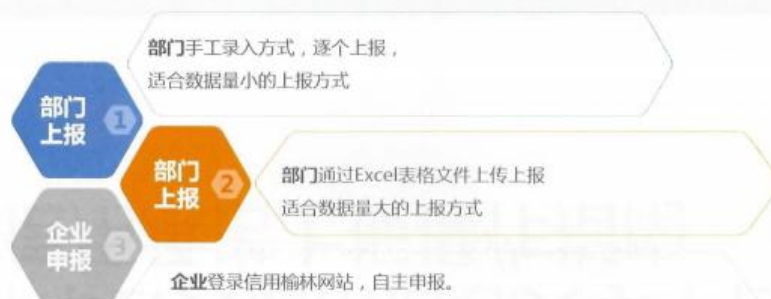 部门手工录入方式，逐个上报，
适合数据量小的上报方式
部门
上报
1
部门
上报
2
部门通过Excel表格文件上传上报
适合数据量大的上报方式
企业
申报
3
企业登录信用榆林网站，自主申报。